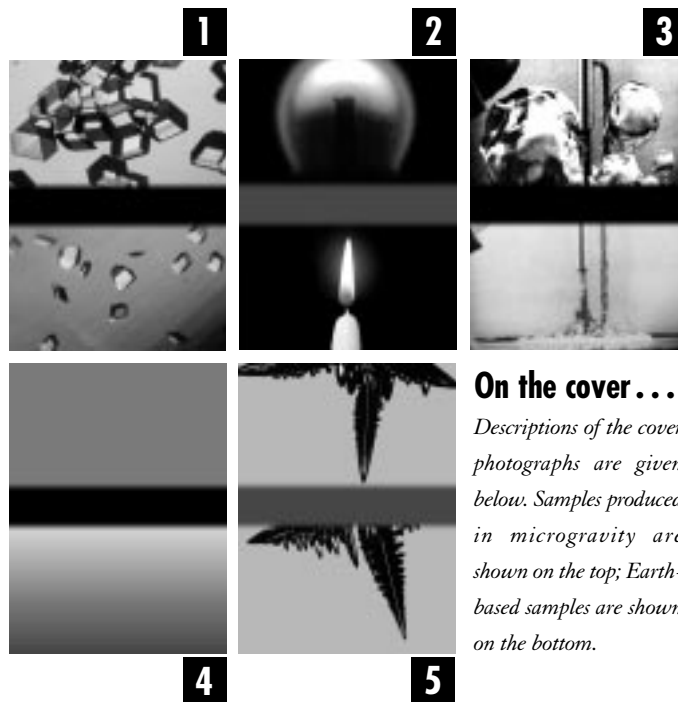 1
2
3
On the cover...
Descriptions of the cover
photographs are given
below. Samples produced
in microgravity are
shown on the top; Earth-
based samples are shown
on the bottom.
4
5